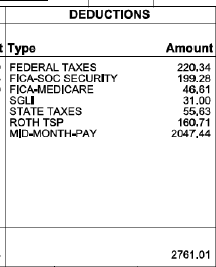 DEDUCTIONS
Type Amount
FEDERAL TAXES 220.34
FICA-SOC SECURITY 199.28
FICA-MEDICARE 46.61
SGLI 31.00
STATE TAXES 55.63
ROTH TSP 160.71
MID-MONTH-PAY 2047.44
2761.01